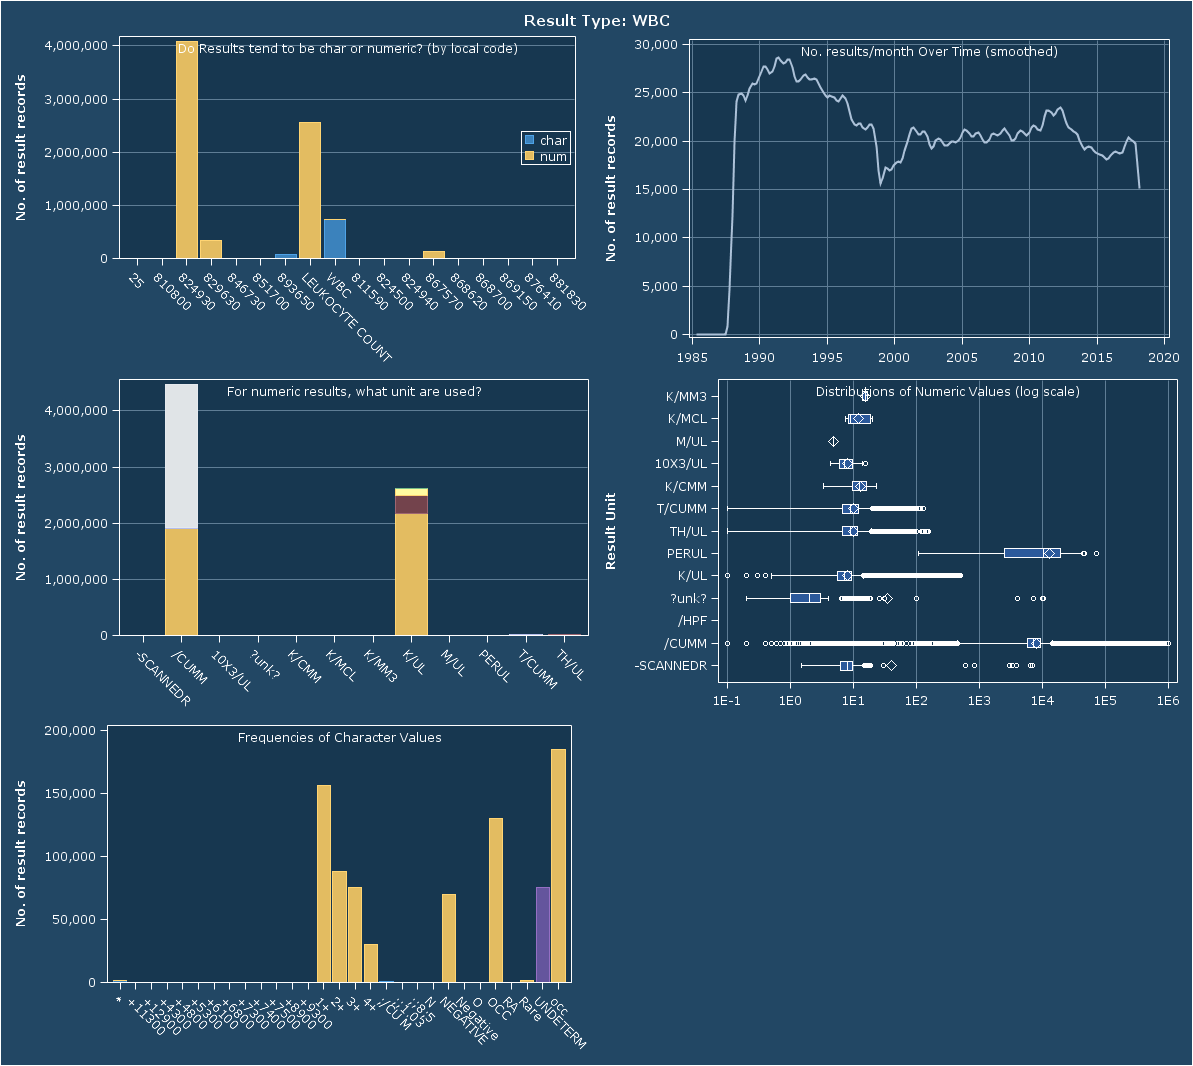 Result Type: WBC
Do Results tend to be char or numeric? (by local code)
No. of result records
4,000,000
3,000,000
2,000,000
1,000,000
0
char
num
25
810800
824930
829630
846730
851700
893650
LEUKOCYTE COUNT
WBC
811590
824500
824940
867570
868620
868700
869150
876410
881830
No. results/month Over Time (smoothed)
No. of result records
30,000
25,000
20,000
15,000
10,000
5,000
0
1985
1990
1995
2000
2005
2010
2015
2020
For numeric results, what unit are used?
No. of result records
4,000,000
3,000,000
2,000,000
1,000,000
0
-SCANNEDR
/CUMM
10X3/UL
?unk?
K/CMM
K/MCL
K/MM3
K/UL
M/UL
PERUL
T/CUMM
TH/UL
Distributions of Numeric Values (log scale)
Result Unit
K/MM3
K/MCL
M/UL
10X3/UL
K/CMM
T/CUMM
TH/UL
PERUL
K/UL
?unk?
/HPF
/CUMM
-SCANNEDR
1E-1
1E0
1E1
1E2
1E3
1E4
1E5
1E6
Frequencies of Character Values
No. of result records
200,000
150,000
100,000
50,000
0
*
+11300
+12900
+4300
+4800
+5300
+6100
+6800
+7300
+7400
+7500
+8900
+9300
1+
2+
3+
4+
;/CU M
N
NEGATIVE
Negative
O
OCC
RA
Rare
UNDETERM
occ